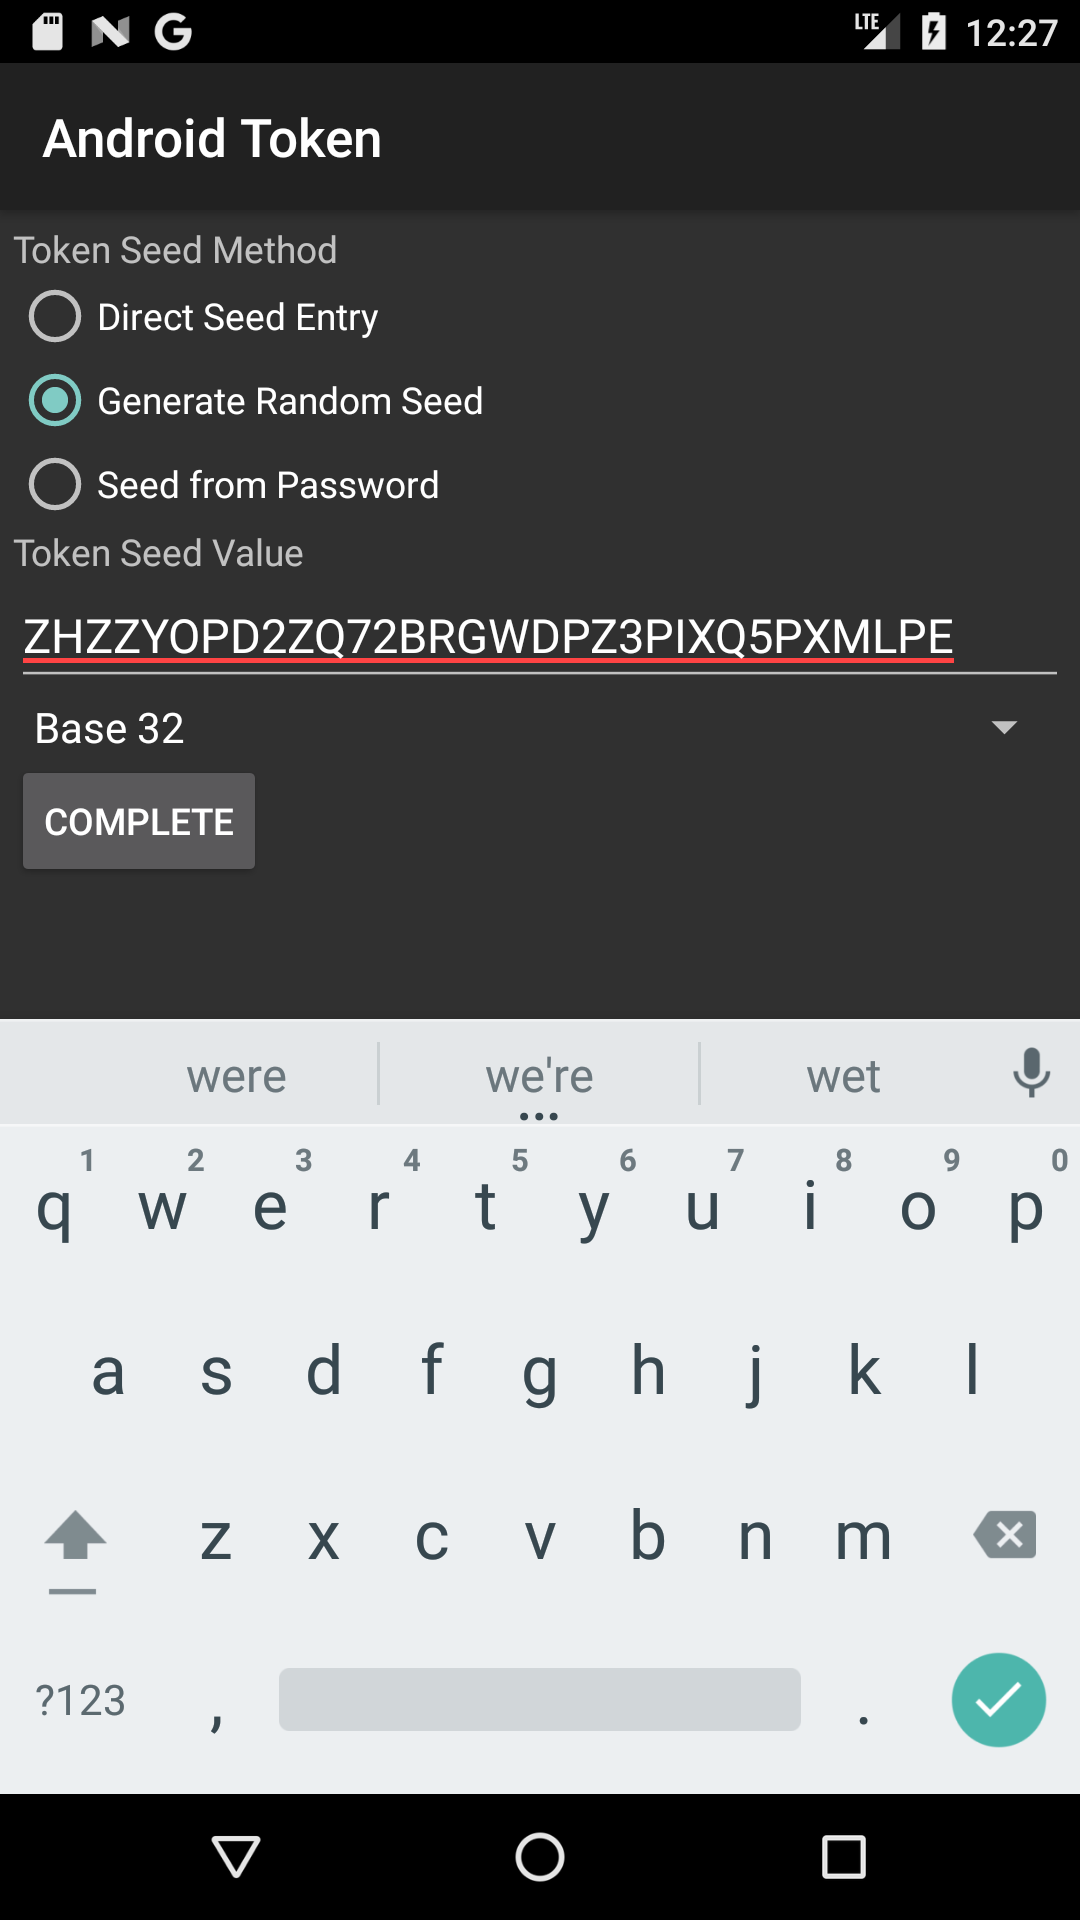 LTE 12:27
Android Token
Token Seed Method
Direct Seed Entry
Generate Random Seed
Seed from Password
Token Seed Value
ZHZZYOPD2ZQ72BRGWDPZ3PIXQ5PXMLPE
Base 32
COMPLETE
were we're wet
1 2 3 4 5 6 7 8 9 0
q w e r t y u i o p
a s d f g h j k l
z x c v b n m
?123 , .